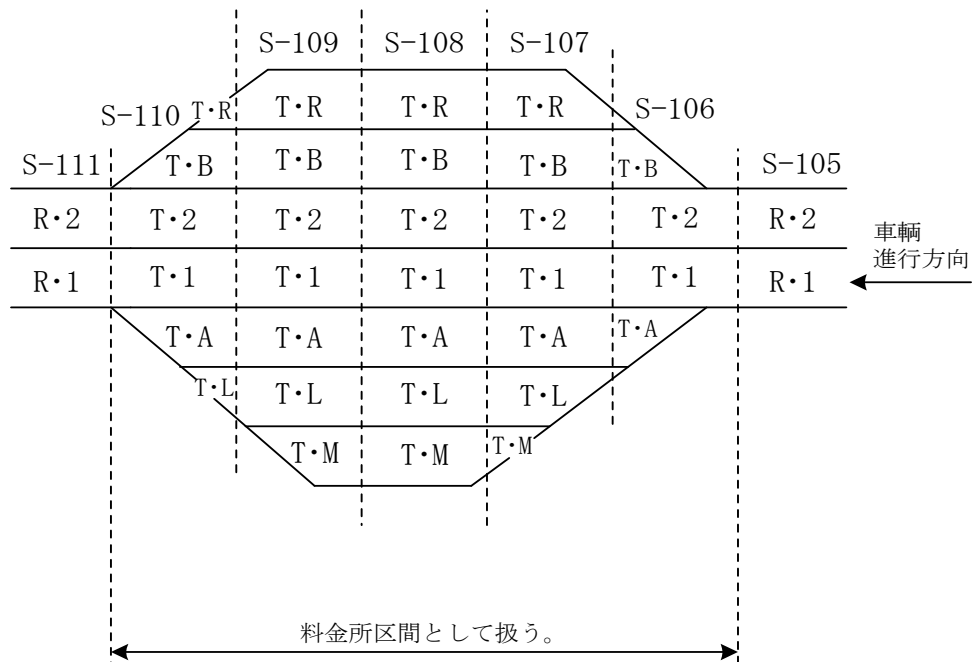 S-109 S-108 S-107
S-110 T・R T・R T・R T・R S-106
S-111 T・B T・B T・B T・B T・B S-105
R・2 T・2 T・2 T・2 T・2 T・2 R・2
車輌
進行方向
R・1 T・1 T・1 T・1 T・1 T・1 R・1
T・A T・A T・A T・A T・A
T・L T・L T・L T・L
T・M T・M T・M
料金所区間として扱う。